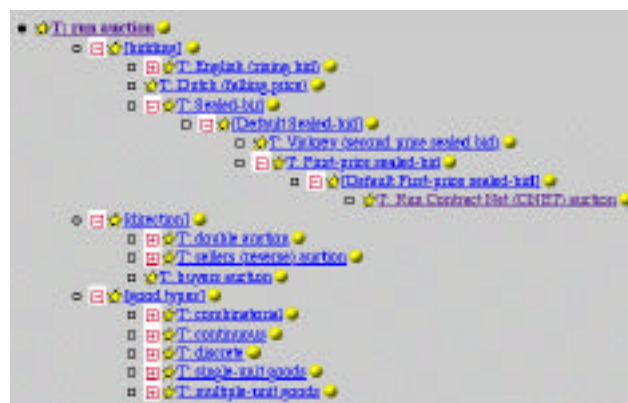 T: run auction
[bidding]
T: English (rising bid)
T: Dutch (falling price)
T: Sealed-bid
[Default Sealed-bid]
T: Vickrey (second price sealed bid)
T: First-price sealed-bid
[Default First-price sealed-bid]
T: Run Contract Net (CNET) auction
[direction]
T: double auction
T: sellers (reverse) auction
T: buyers auction
[good types]
T: combinatorial
T: continuous
T: discrete
T: single-unit goods
T: multiple-unit goods